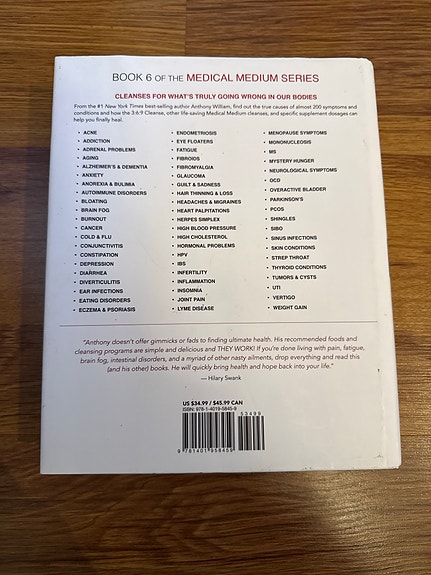 BOOK 6 OF THE MEDICAL MEDIUM SERIES
CLEANSES FOR WHAT'S TRULY GOING WRONG IN OUR BODIES
From the #1 New York Times best-selling author Anthony William, find out the true causes of almost 200 symptoms and conditions and how the 3:6:9 Cleanse, other life-saving Medical Medium cleanses, and specific supplement dosages can help you finally heal.
• ACNE
• ADDICTION
• ADRENAL PROBLEMS
• AGING
• ALZHEIMER'S & DEMENTIA
• ANXIETY
• ANOREXIA & BULIMIA
• AUTOIMMUNE DISORDERS
• BLOATING
• BRAIN FOG
• BURNOUT
• CANCER
• COLD & FLU
• CONJUNCTIVITIS
• CONSTIPATION
• DEPRESSION
• DIARRHEA
• DIVERTICULITIS
• EAR INFECTIONS
• EATING DISORDERS
• ECZEMA & PSORIASIS
• ENDOMETRIOSIS
• EYE FLOATERS
• FATIGUE
• FIBROIDS
• FIBROMYALGIA
• GLAUCOMA
• GUILT & SADNESS
• HAIR THINNING & LOSS
• HEADACHES & MIGRAINES
• HEART PALPITATIONS
• HERPES SIMPLEX
• HIGH BLOOD PRESSURE
• HIGH CHOLESTEROL
• HORMONAL PROBLEMS
• HPV
• IBS
• INFERTILITY
• INFLAMMATION
• INSOMNIA
• JOINT PAIN
• LYME DISEASE
• MENOPAUSE SYMPTOMS
• MONONUCLEOSIS
• MS
• MYSTERY HUNGER
• NEUROLOGICAL SYMPTOMS
• OCD
• OVERACTIVE BLADDER
• PARKINSON'S
• PCOS
• SHINGLES
• SIBO
• SINUS INFECTIONS
• SKIN CONDITIONS
• STREP THROAT
• THYROID CONDITIONS
• TUMORS & CYSTS
• UTI
• VERTIGO
• WEIGHT GAIN
"Anthony doesn't offer gimmicks or fads to finding ultimate health. His recommended foods and
cleansing programs are simple and delicious and THEY WORK! If you're done living with pain, fatigue,
brain fog, intestinal disorders, and a myriad of other nasty ailments, drop everything and read this
(and his other) books. He will quickly bring health and hope back into your life."
— Hilary Swank
US $34.99 / $45.99 CAN
ISBN: 978-1-4019-5845-9
53499
9 781401 958459